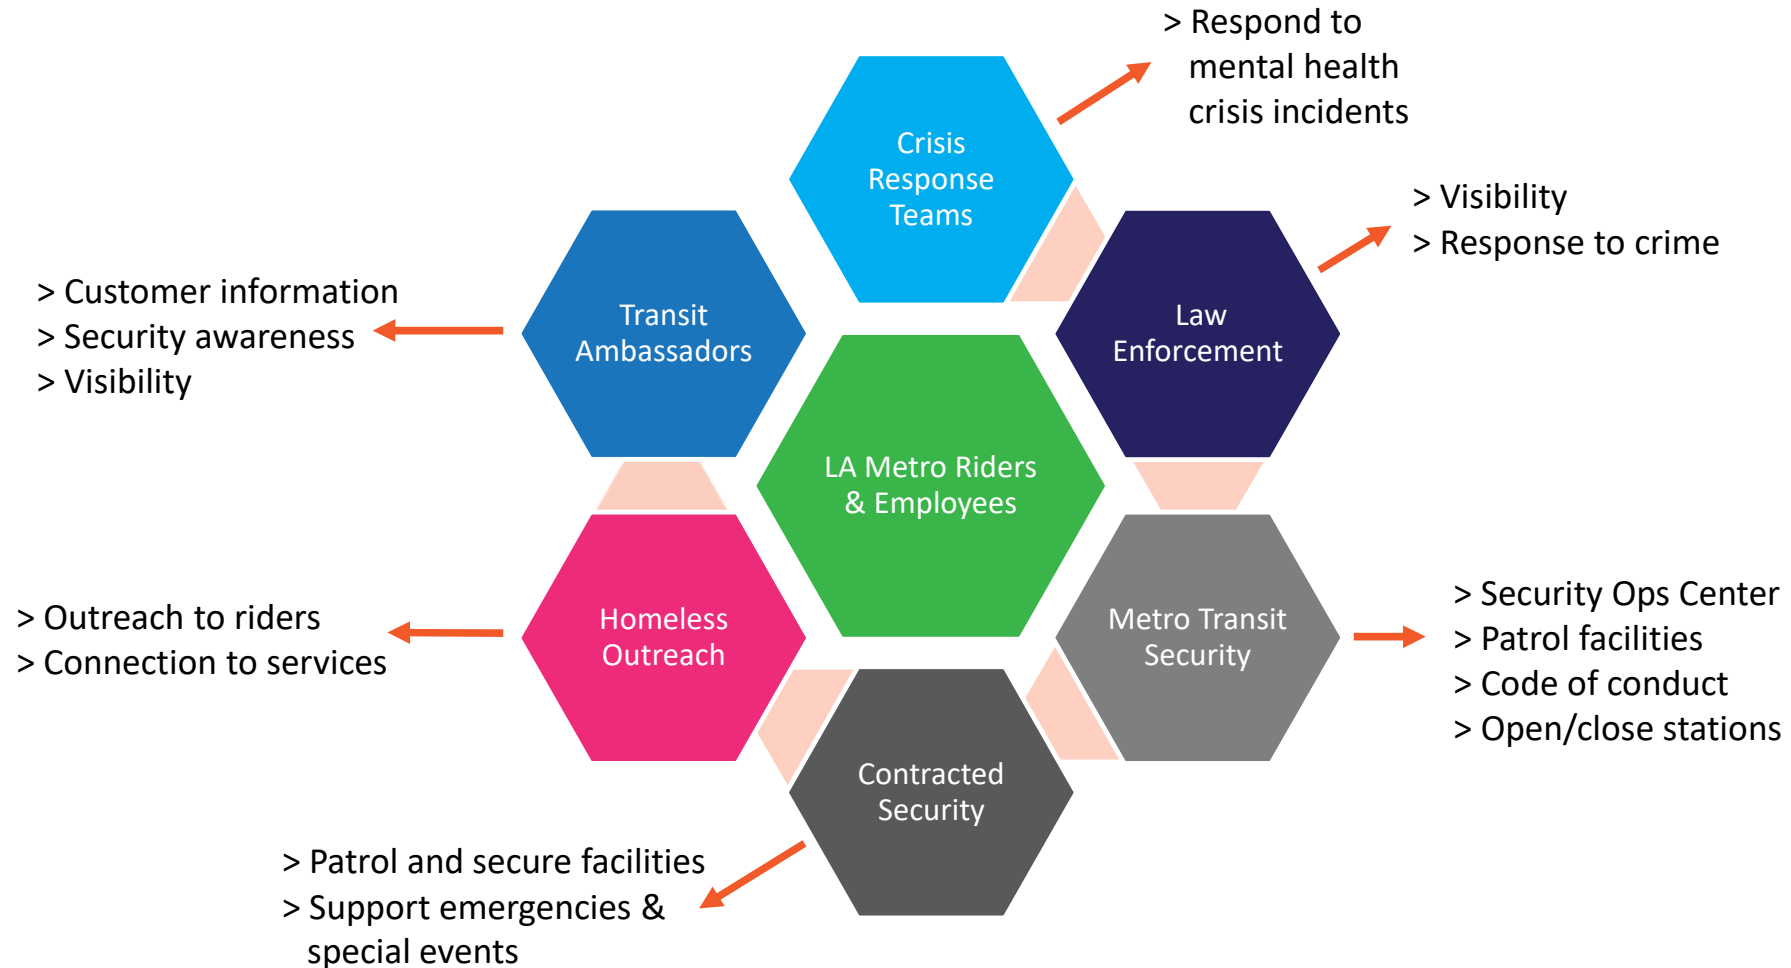 > Respond to
mental health
crisis incidents
Crisis
Response
Teams
> Visibility
> Response to crime
> Customer information
> Security awareness
> Visibility
Transit
Ambassadors
Law
Enforcement
LA Metro Riders
& Employees
> Outreach to riders
> Connection to services
Homeless
Outreach
Metro Transit
Security
> Security Ops Center
> Patrol facilities
> Code of conduct
> Open/close stations
Contracted
Security
> Patrol and secure facilities
> Support emergencies &
special events